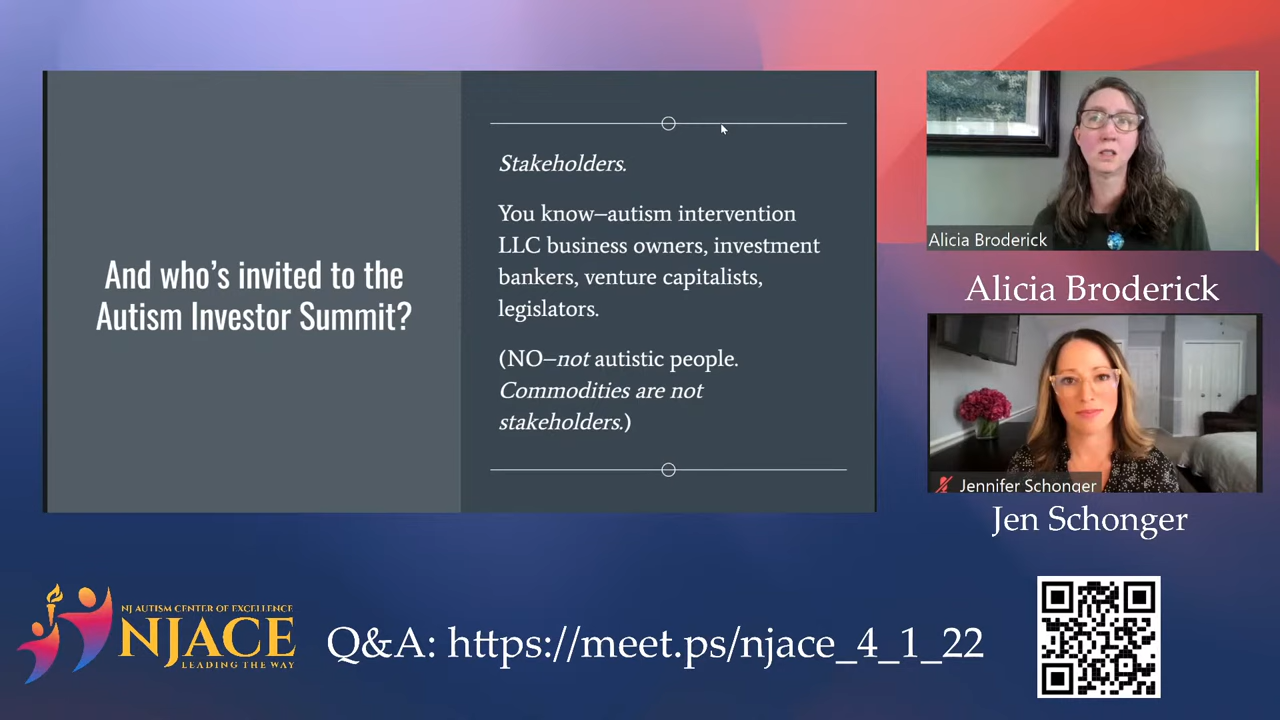 And who's invited to the
Autism Investor Summit?
Stakeholders.
You know—autism intervention
LLC business owners, investment
bankers, venture capitalists,
legislators.
(NO—not autistic people.
Commodities are not
stakeholders.)
Alicia Broderick
Alicia Broderick
Jennifer Schonger
Jen Schonger
NJ AUTISM CENTER OF EXCELLENCE
NJACE
LEADING THE WAY
Q&A: https://meet.ps/njace_4_1_22